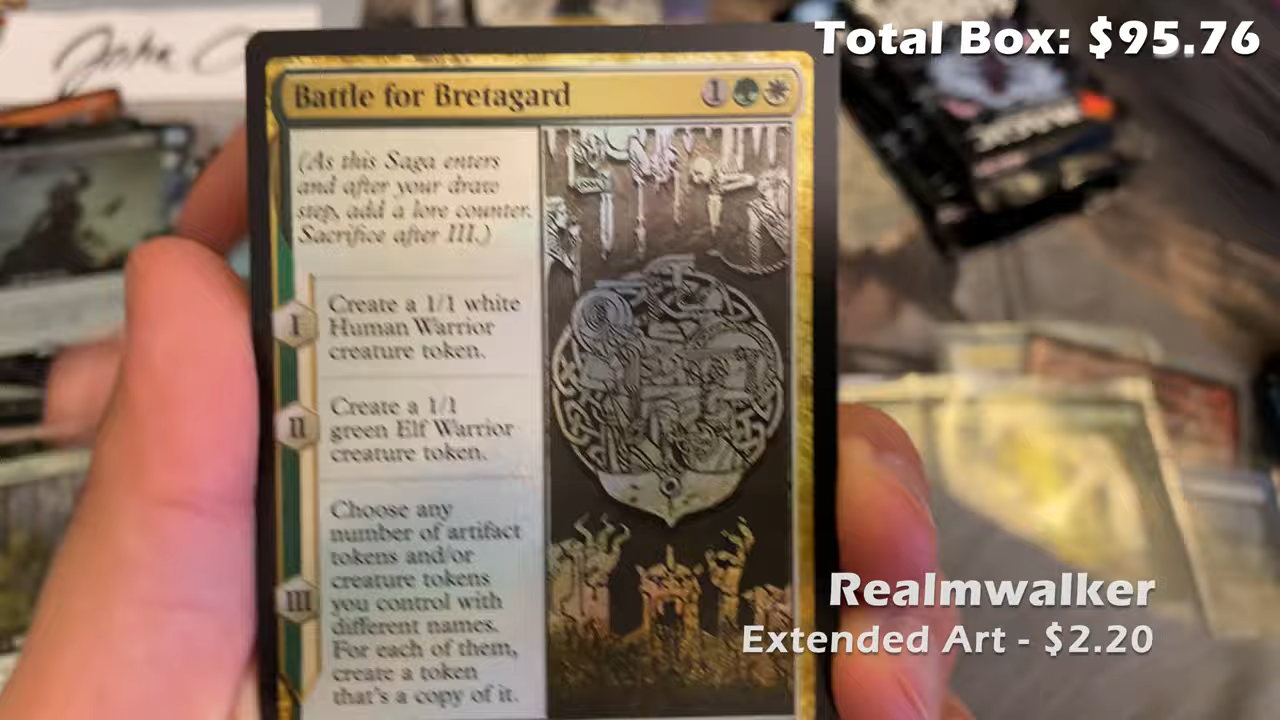 Total Box: $95.76
John
Battle for Bretagard
1
(As this Saga enters
and after your draw
step, add a lore counter.
Sacrifice after III.)
I
Create a 1/1 white
Human Warrior
creature token.
II
Create a 1/1
green Elf Warrior
creature token.
III
Choose any
number of artifact
tokens and/or
creature tokens
you control with
different names.
For each of them,
create a token
that's a copy of it.
Realmwalker
Extended Art - $2.20